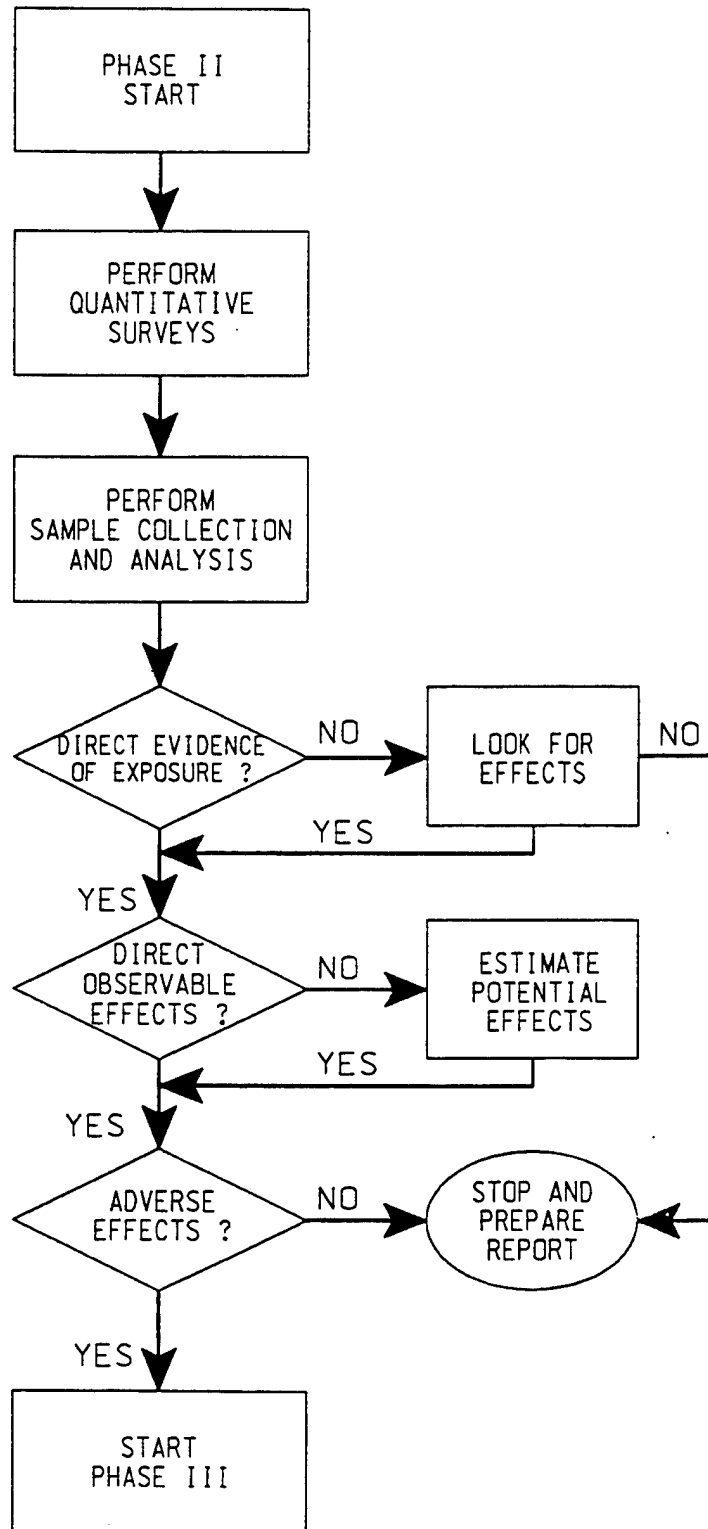 PHASE II
START
PERFORM
QUANTITATIVE
SURVEYS
PERFORM
SAMPLE COLLECTION
AND ANALYSIS
DIRECT EVIDENCE
OF EXPOSURE ?
NO
LOOK FOR
EFFECTS
NO
YES
YES
DIRECT
OBSERVABLE
EFFECTS ?
NO
ESTIMATE
POTENTIAL
EFFECTS
YES
YES
ADVERSE
EFFECTS ?
NO
STOP AND
PREPARE
REPORT
YES
START
PHASE III